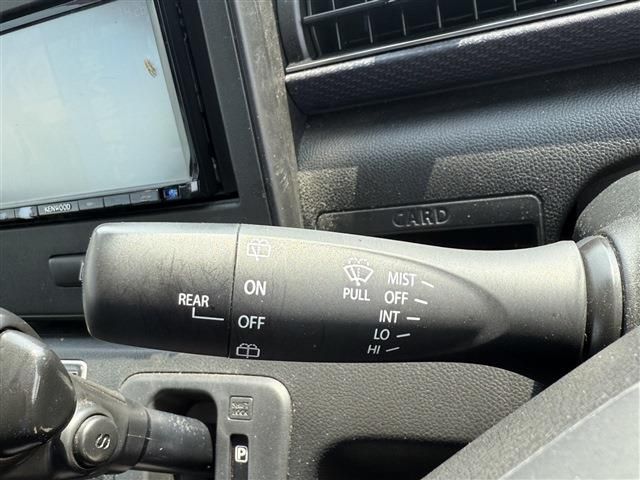 KENWOOD
CARD
REAR
ON
OFF
PULL
MIST
OFF
INT
LO
HI
S
P